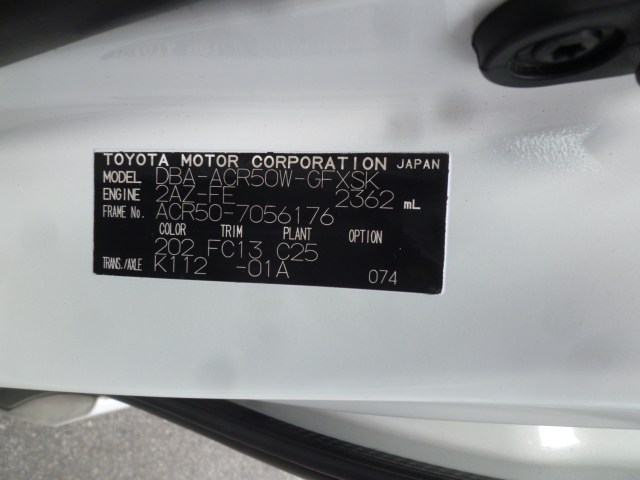 TOYOTA MOTOR CORPORATION JAPAN
MODEL DBA-ACR50W-GFXSK
ENGINE 2AZ-FE 2362 mL
FRAME No. ACR50-7056176
COLOR TRIM PLANT OPTION
202 FC13 C25
TRANS./AXLE K112 -01A 074